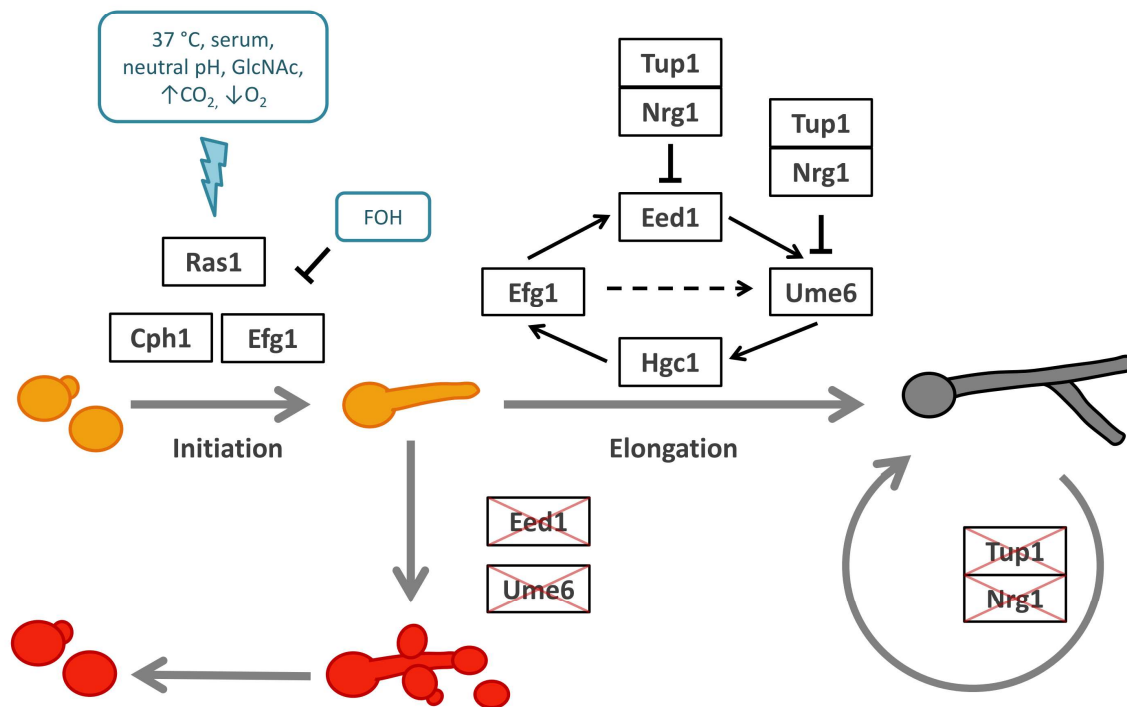 37 °C, serum,
neutral pH, GlcNAc,
↑CO₂, ↓O₂
Tup1
Nrg1
Tup1
Nrg1
FOH
Ras1
Eed1
Efg1
Ume6
Cph1
Efg1
Hgc1
Initiation
Elongation
Eed1
Ume6
Tup1
Nrg1